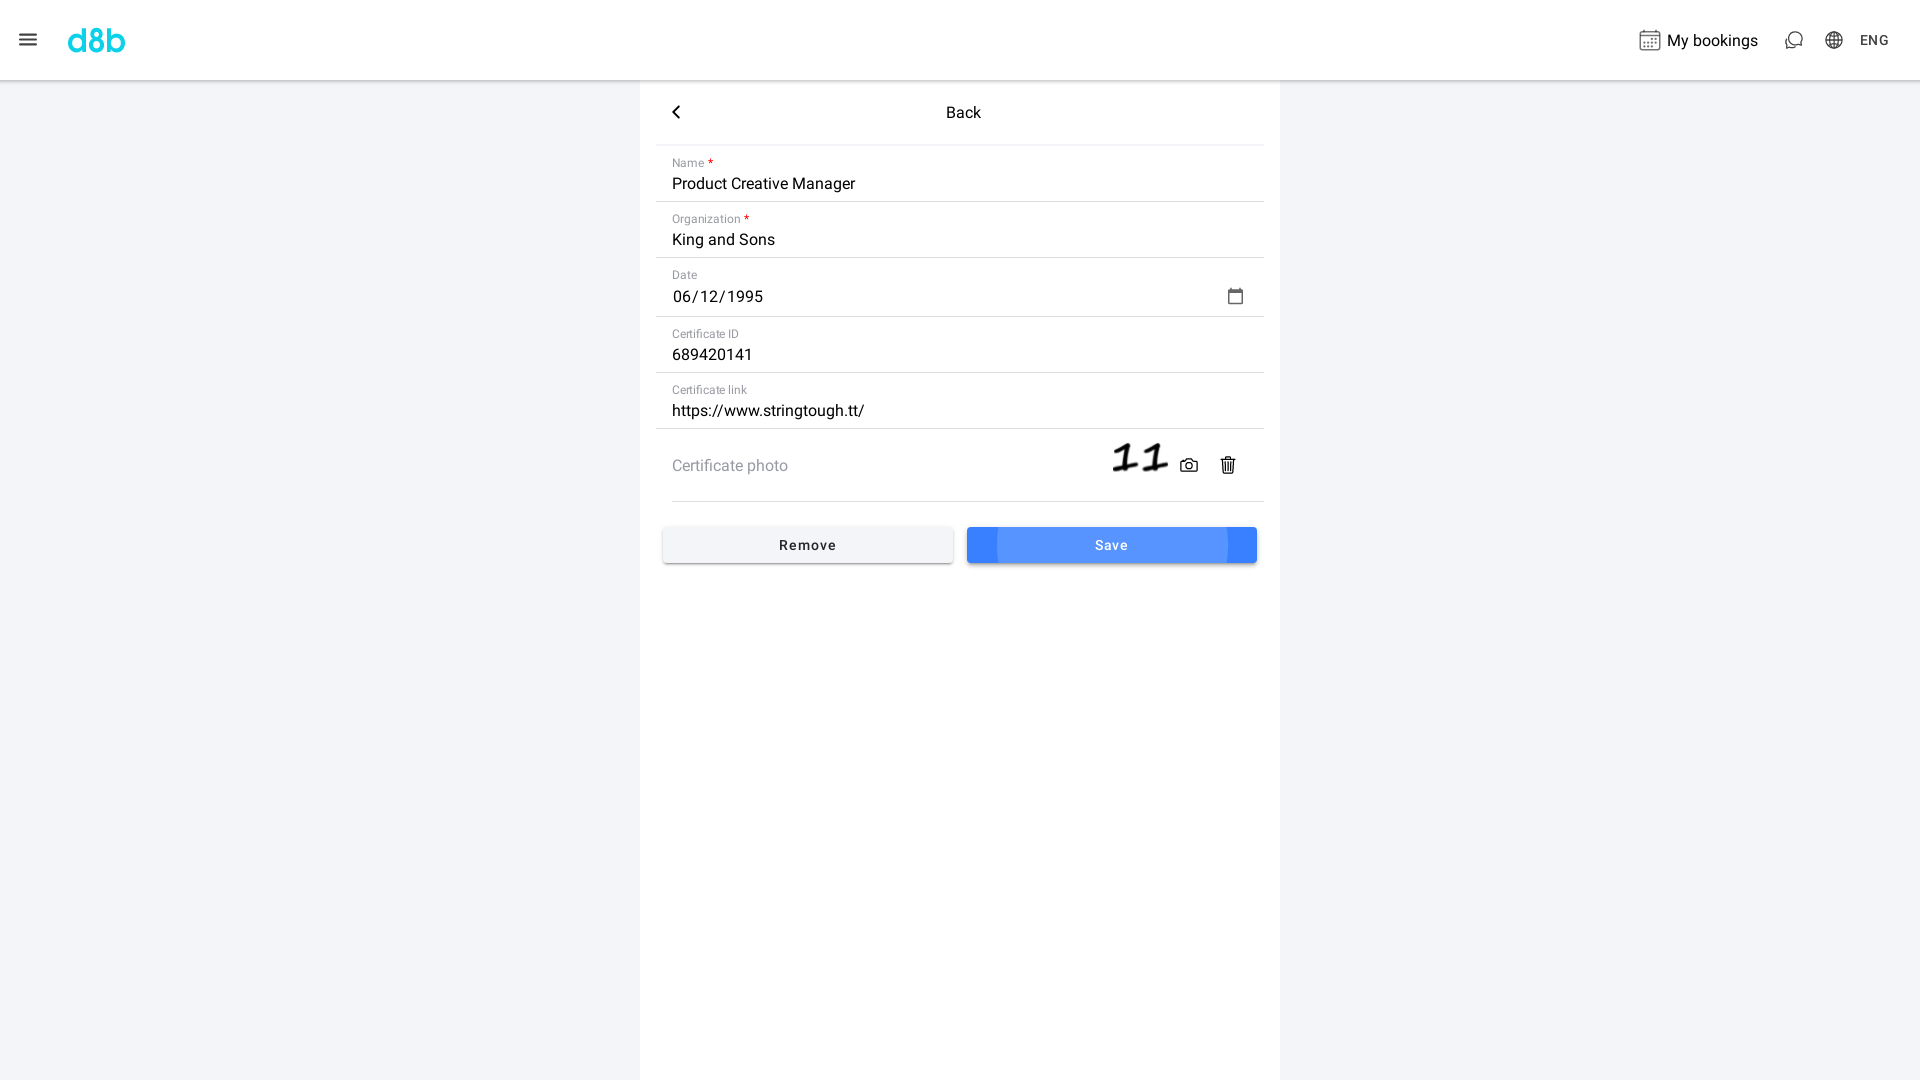 d8b
My bookings
ENG
Back
Name *
Product Creative Manager
Organization *
King and Sons
Date
06/12/1995
Certificate ID
689420141
Certificate link
https://www.stringtough.tt/
Certificate photo
11
Remove
Save